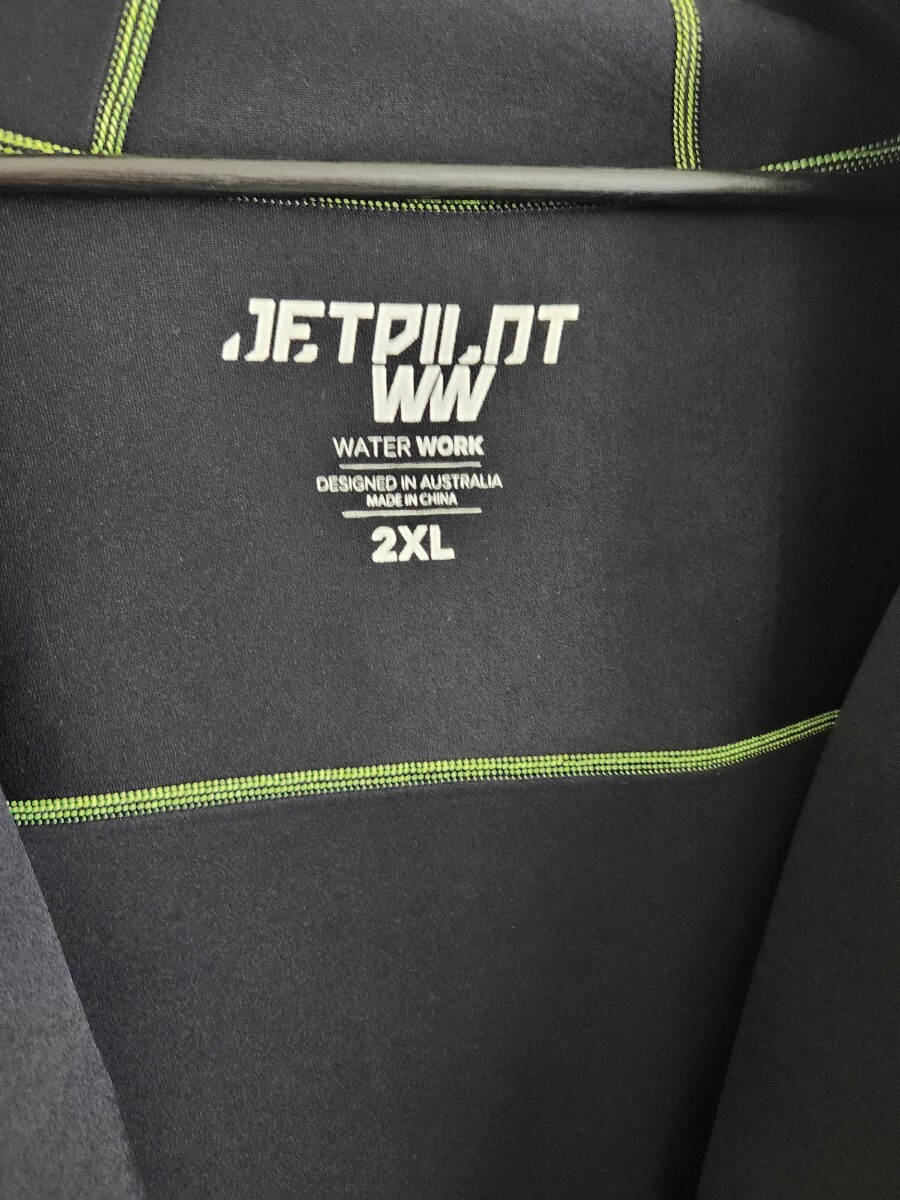 JETPILOT
WW
WATER WORK
DESIGNED IN AUSTRALIA
MADE IN CHINA
2XL